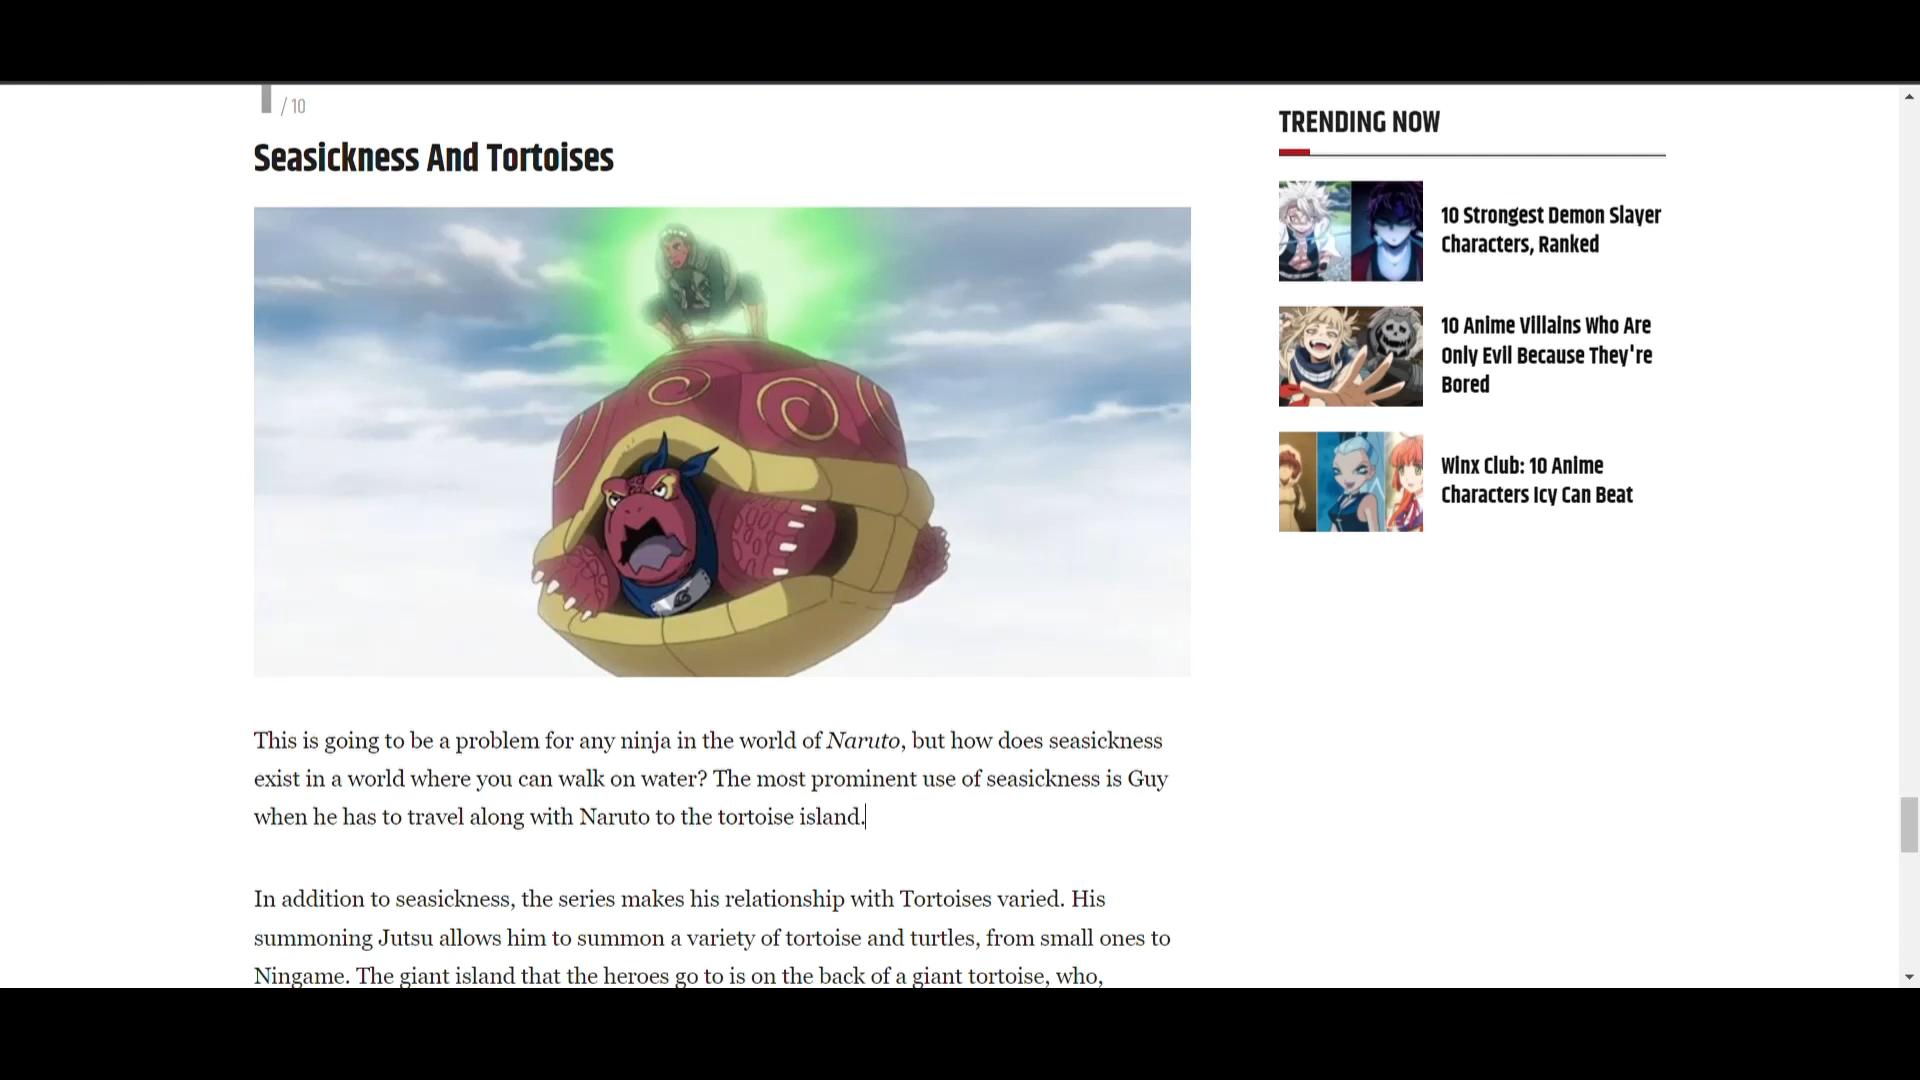 / 10
Seasickness And Tortoises
This is going to be a problem for any ninja in the world of Naruto, but how does seasickness
exist in a world where you can walk on water? The most prominent use of seasickness is Guy
when he has to travel along with Naruto to the tortoise island.
In addition to seasickness, the series makes his relationship with Tortoises varied. His
summoning Jutsu allows him to summon a variety of tortoise and turtles, from small ones to
Ningame. The giant island that the heroes go to is on the back of a giant tortoise, who,
TRENDING NOW
10 Strongest Demon Slayer
Characters, Ranked
10 Anime Villains Who Are
Only Evil Because They're
Bored
Winx Club: 10 Anime
Characters Icy Can Beat